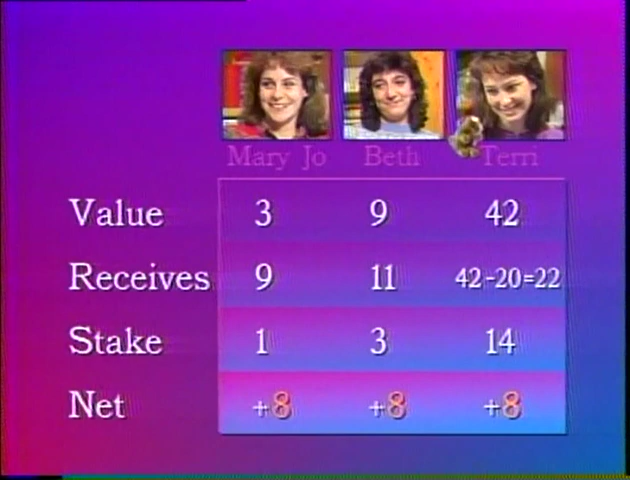 Mary Jo Beth Terri
Value 3 9 42
Receives 9 11 42-20=22
Stake 1 3 14
Net +8 +8 +8